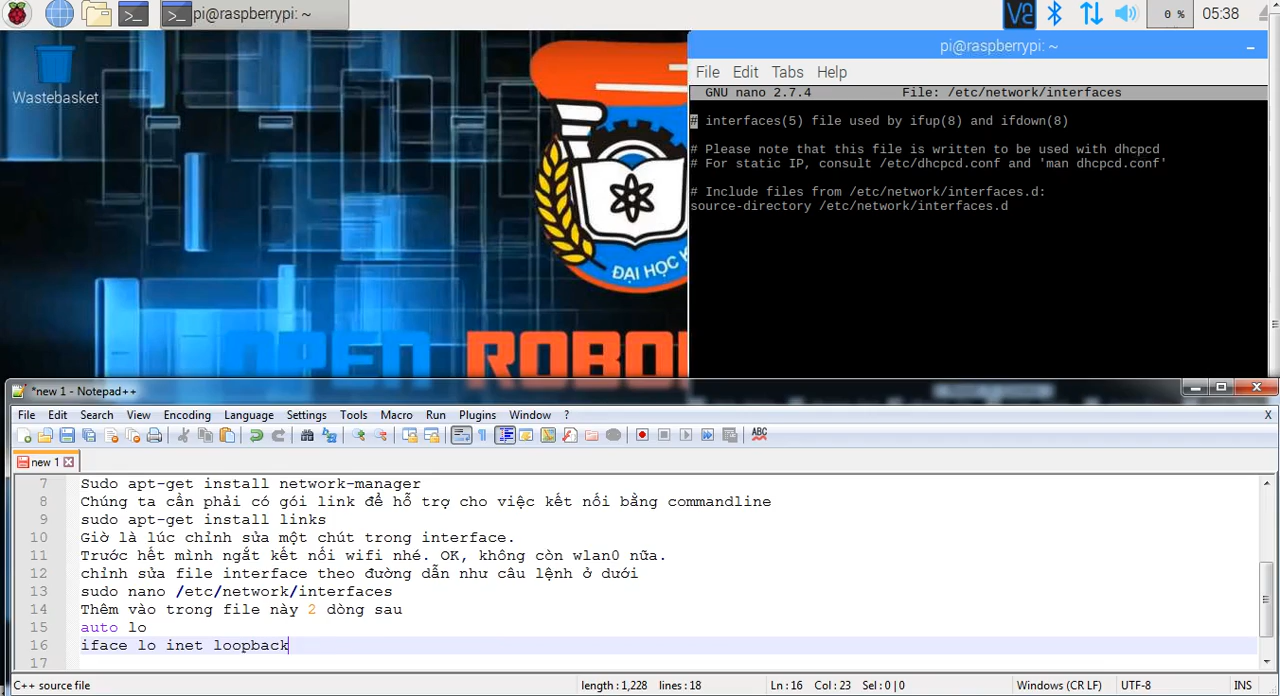 pi@raspberrypi: ~
0 %
05:38
Wastebasket
ĐẠI HỌC K
OPEN ROBO
pi@raspberrypi: ~
File Edit Tabs Help
GNU nano 2.7.4 File: /etc/network/interfaces
# interfaces(5) file used by ifup(8) and ifdown(8)
# Please note that this file is written to be used with dhcpcd
# For static IP, consult /etc/dhcpcd.conf and 'man dhcpcd.conf'
# Include files from /etc/network/interfaces.d:
source-directory /etc/network/interfaces.d
*new 1 - Notepad++
File Edit Search View Encoding Language Settings Tools Macro Run Plugins Window ? X
ABC
new 1
7 Sudo apt-get install network-manager
8 Chúng ta cần phải có gói link để hỗ trợ cho việc kết nối bằng commandline
9 sudo apt-get install links
10 Giờ là lúc chỉnh sửa một chút trong interface.
11 Trước hết mình ngắt kết nối wifi nhé. OK, không còn wlan0 nữa.
12 chỉnh sửa file interface theo đường dẫn như câu lệnh ở dưới
13 sudo nano /etc/network/interfaces
14 Thêm vào trong file này 2 dòng sau
15 auto lo
16 iface lo inet loopback
17
C++ source file length : 1,228 lines : 18 Ln : 16 Col : 23 Sel : 0 | 0 Windows (CR LF) UTF-8 INS